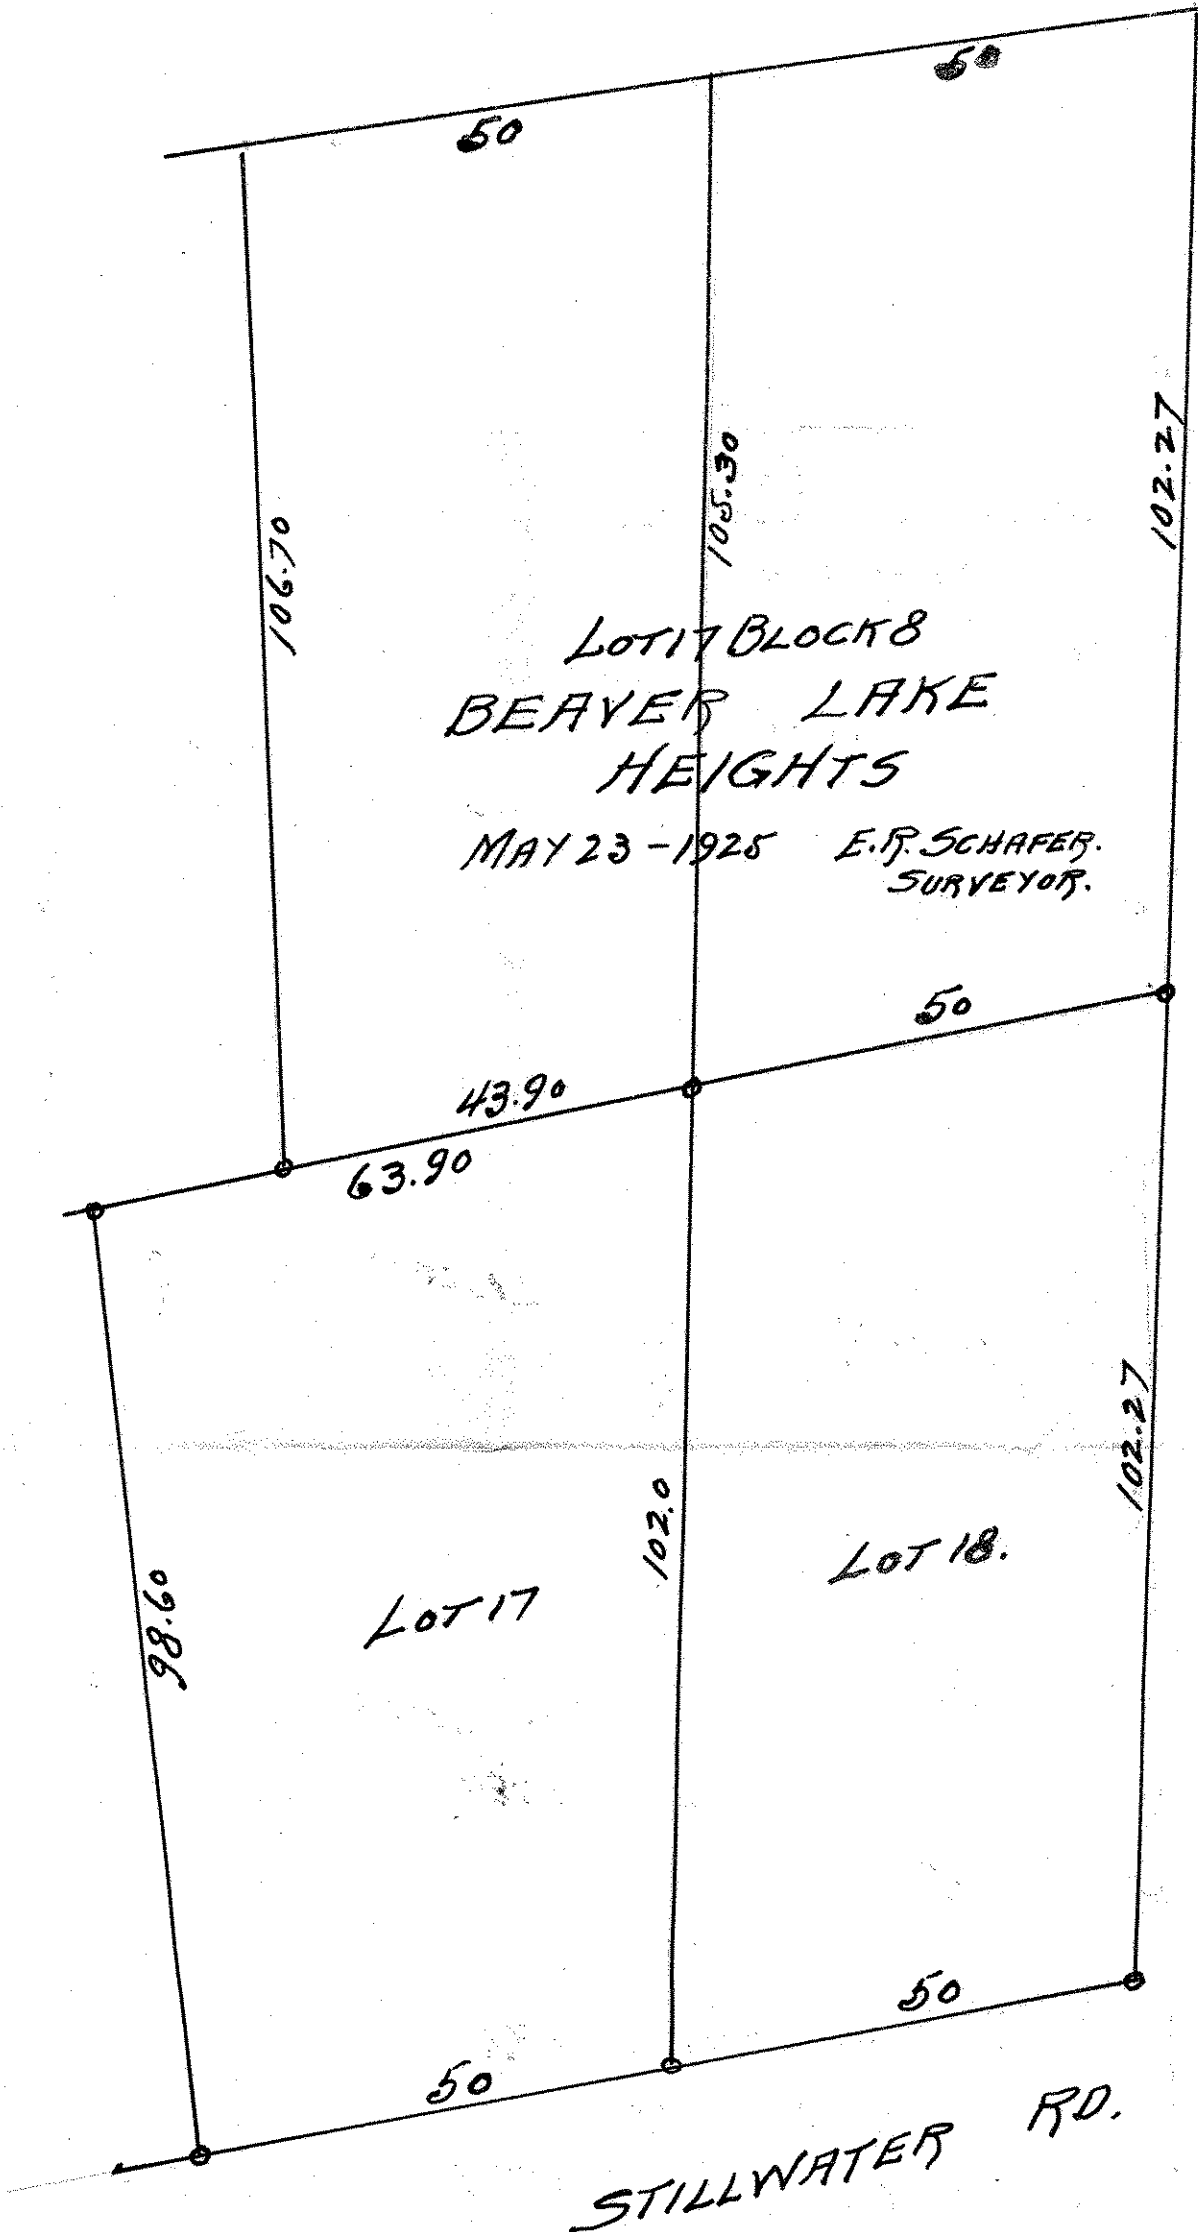 50
50
106.70
105.30
102.27
LOT 17 BLOCK 8
BEAVER LAKE
HEIGHTS
MAY 23 - 1925 E.R. SCHAFER.
SURVEYOR.
50
43.90
63.90
98.60
102.0
102.27
LOT 17
LOT 18.
50
50
STILLWATER RD.